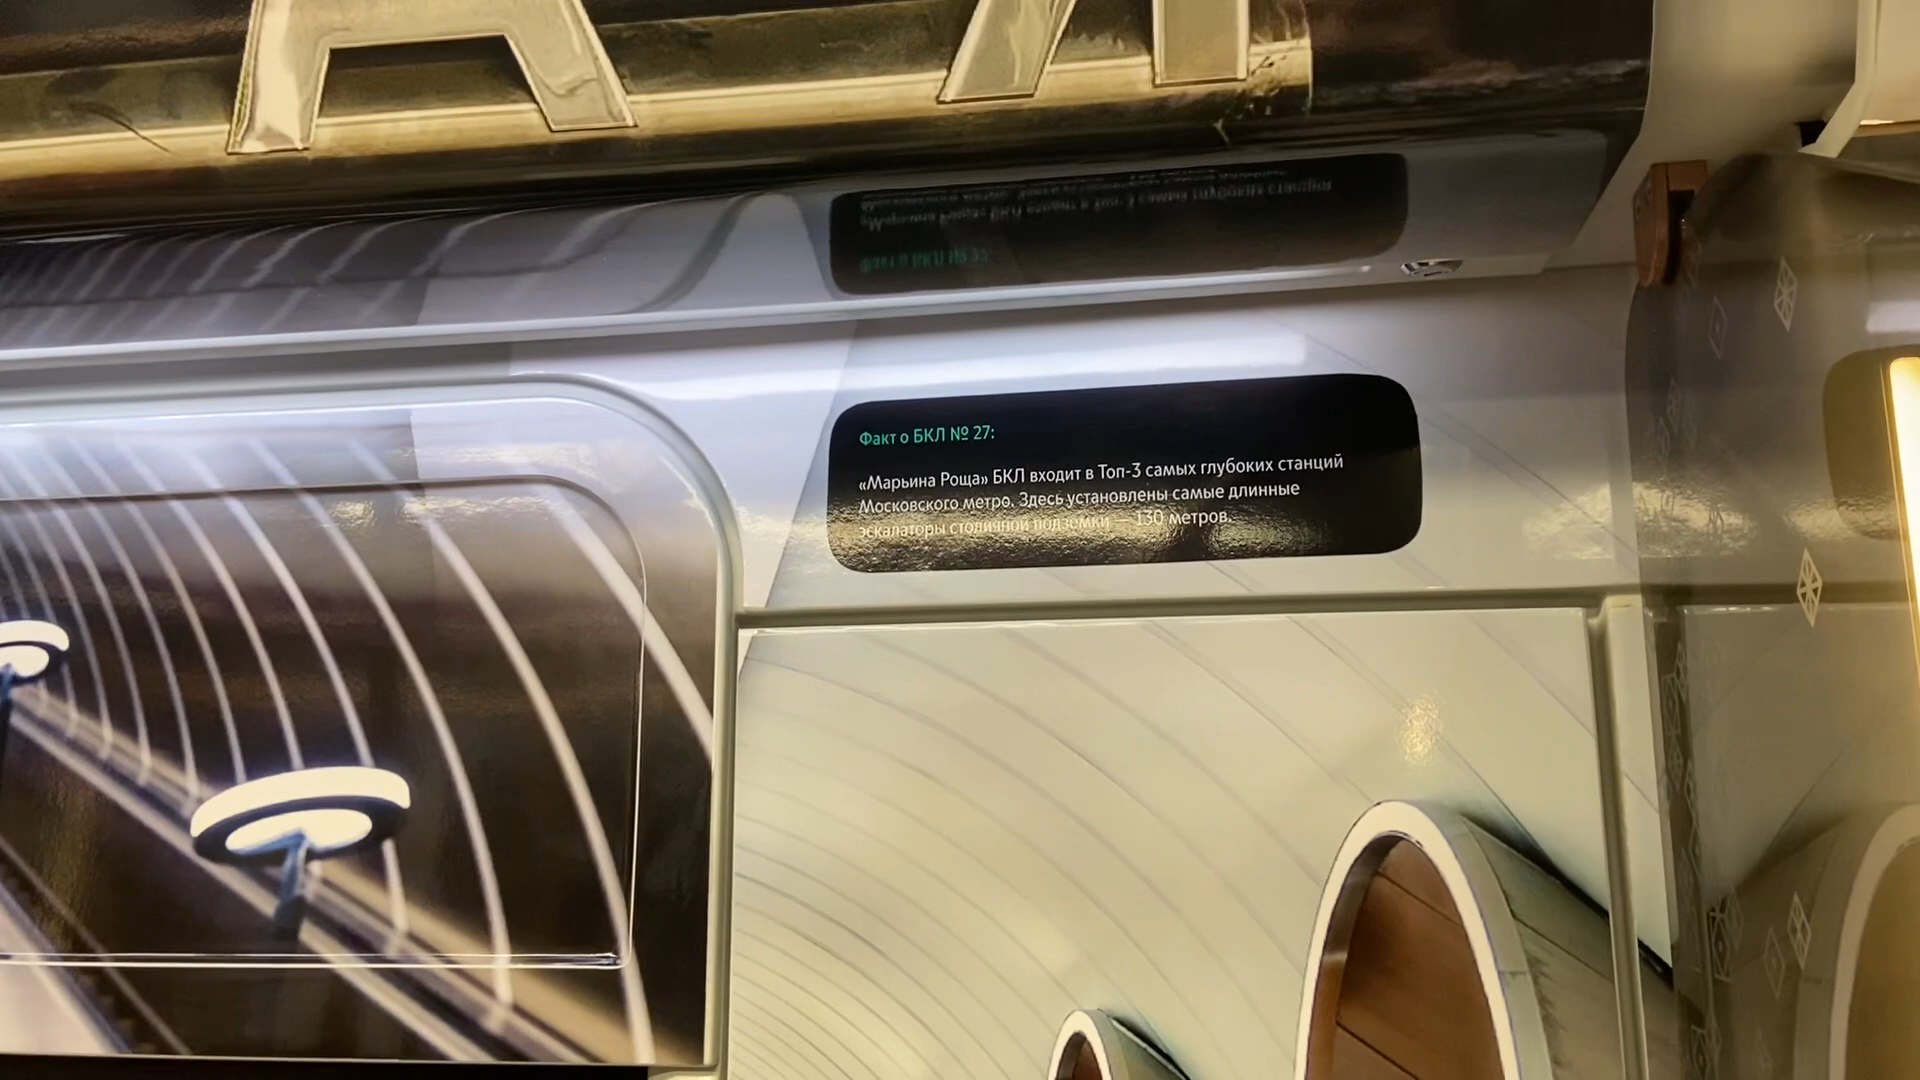 Факт о БКЛ № 27:
«Марьина Роща» БКЛ входит в Топ-3 самых глубоких станций
Московского метро. Здесь установлены самые длинные
эскалаторы столичной подземки — 130 метров.